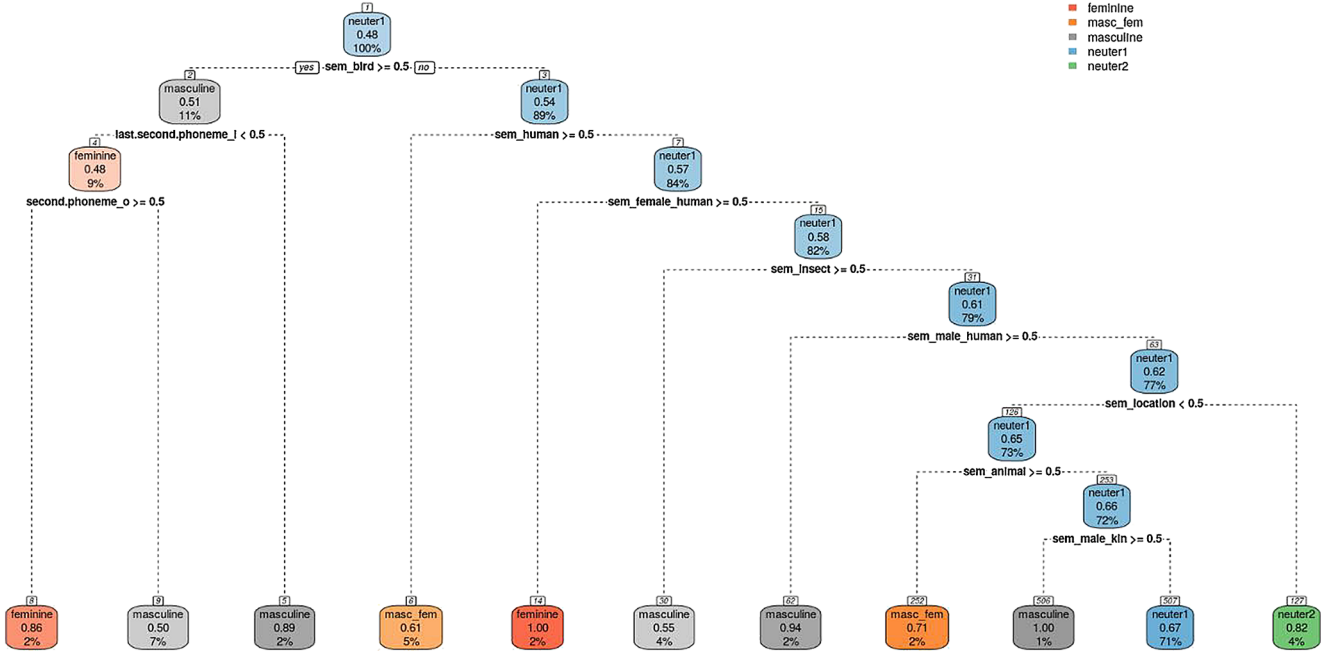 feminine
masc_fem
masculine
neuter1
neuter2
1
neuter1
0.48
100%
yes sem_bird >= 0.5 no
2
masculine
0.51
11%
3
neuter1
0.54
89%
last.second.phoneme_i < 0.5
sem_human >= 0.5
4
feminine
0.48
9%
7
neuter1
0.57
84%
second.phoneme_o >= 0.5
sem_female_human >= 0.5
15
neuter1
0.58
82%
sem_insect >= 0.5
31
neuter1
0.61
79%
sem_male_human >= 0.5
63
neuter1
0.62
77%
sem_location < 0.5
126
neuter1
0.65
73%
sem_animal >= 0.5
253
neuter1
0.66
72%
sem_male_kin >= 0.5
8
feminine
0.86
2%
9
masculine
0.50
7%
5
masculine
0.89
2%
6
masc_fem
0.61
5%
14
feminine
1.00
2%
30
masculine
0.55
4%
62
masculine
0.94
2%
252
masc_fem
0.71
2%
506
masculine
1.00
1%
507
neuter1
0.67
71%
127
neuter2
0.82
4%